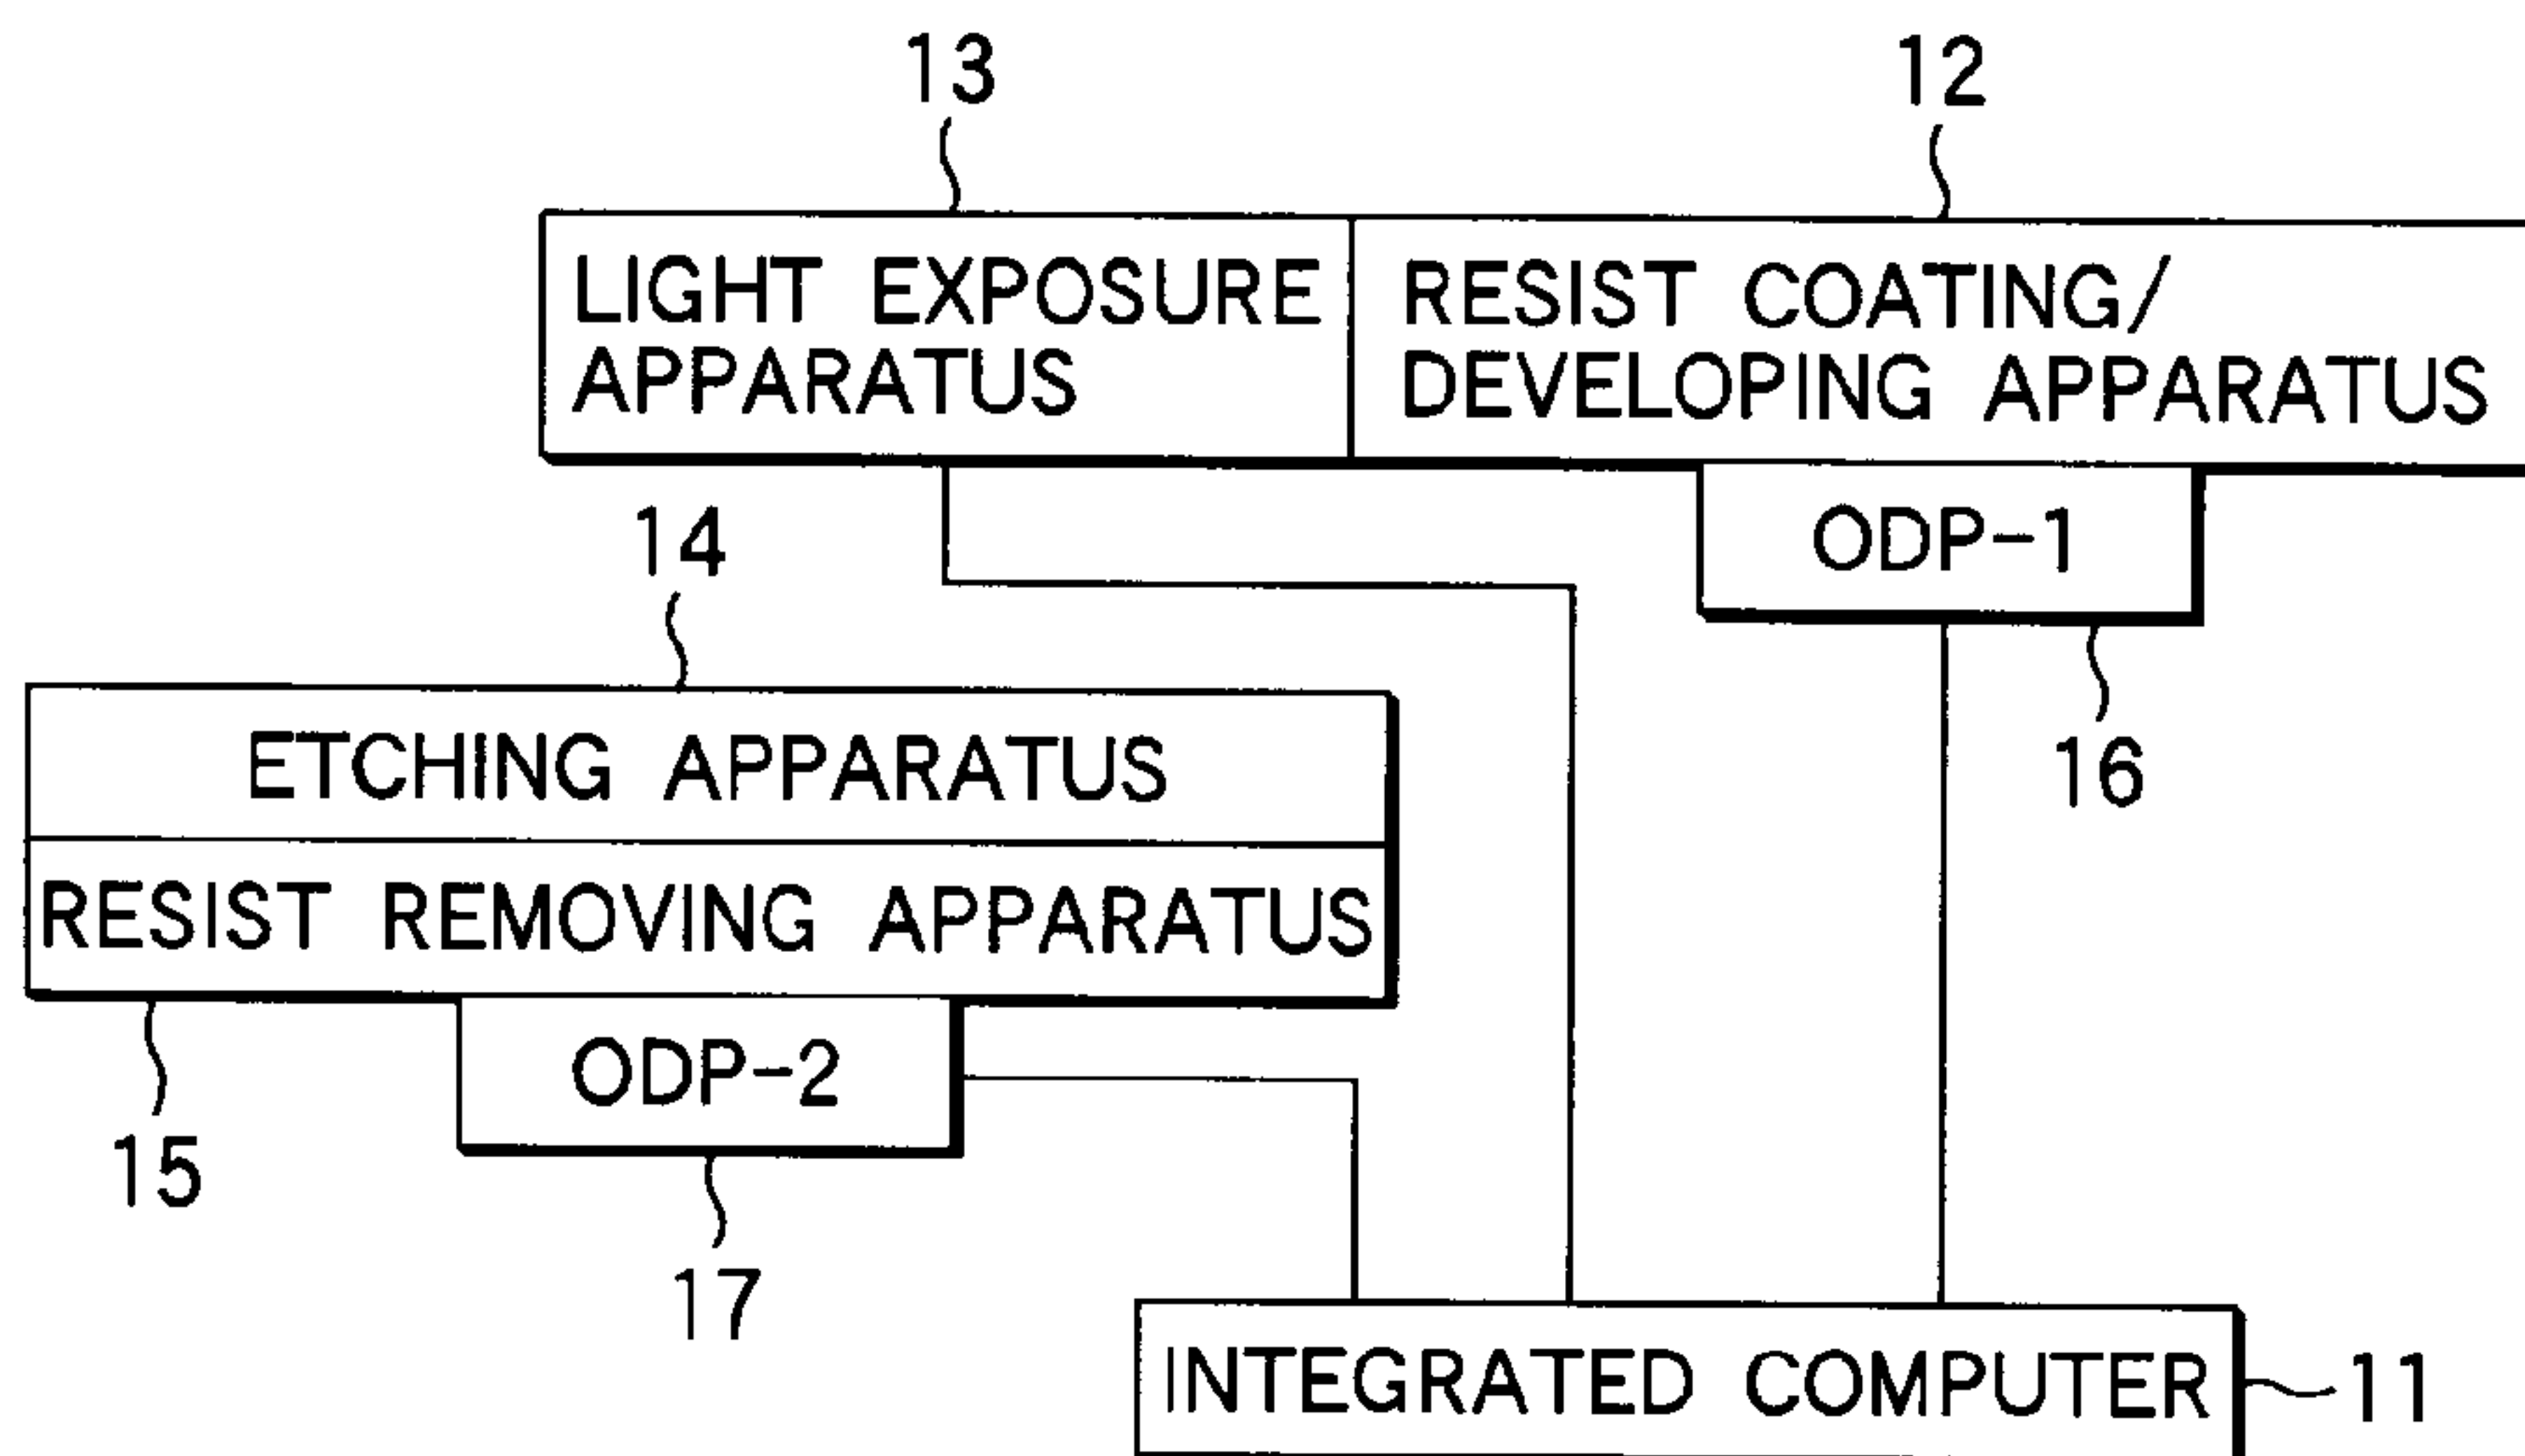 13
12
LIGHT EXPOSURE
APPARATUS
RESIST COATING/
DEVELOPING APPARATUS
ODP-1
14
16
ETCHING APPARATUS
RESIST REMOVING APPARATUS
ODP-2
15
17
INTEGRATED COMPUTER
11